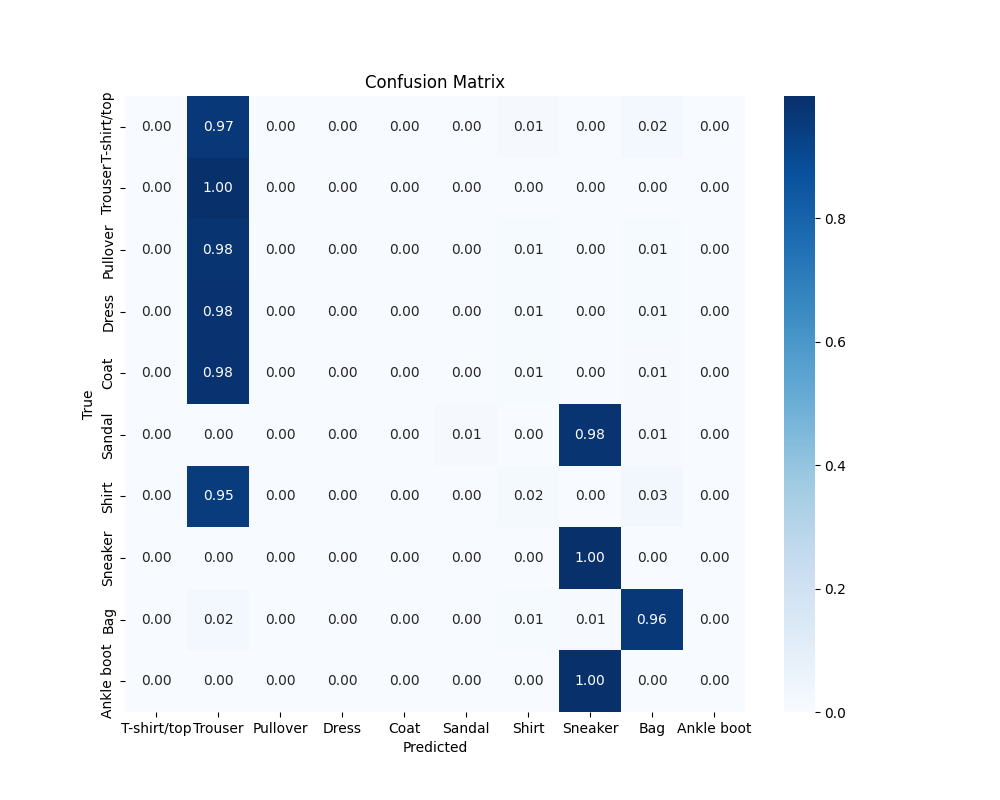 Confusion Matrix
True
T-shirt/top 0.00 0.97 0.00 0.00 0.00 0.00 0.01 0.00 0.02 0.00
Trouser 0.00 1.00 0.00 0.00 0.00 0.00 0.00 0.00 0.00 0.00
Pullover 0.00 0.98 0.00 0.00 0.00 0.00 0.01 0.00 0.01 0.00
Dress 0.00 0.98 0.00 0.00 0.00 0.00 0.01 0.00 0.01 0.00
Coat 0.00 0.98 0.00 0.00 0.00 0.00 0.01 0.00 0.01 0.00
Sandal 0.00 0.00 0.00 0.00 0.00 0.01 0.00 0.98 0.01 0.00
Shirt 0.00 0.95 0.00 0.00 0.00 0.00 0.02 0.00 0.03 0.00
Sneaker 0.00 0.00 0.00 0.00 0.00 0.00 0.00 1.00 0.00 0.00
Bag 0.00 0.02 0.00 0.00 0.00 0.00 0.01 0.01 0.96 0.00
Ankle boot 0.00 0.00 0.00 0.00 0.00 0.00 0.00 1.00 0.00 0.00
T-shirt/top Trouser Pullover Dress Coat Sandal Shirt Sneaker Bag Ankle boot
Predicted
0.8
0.6
0.4
0.2
0.0